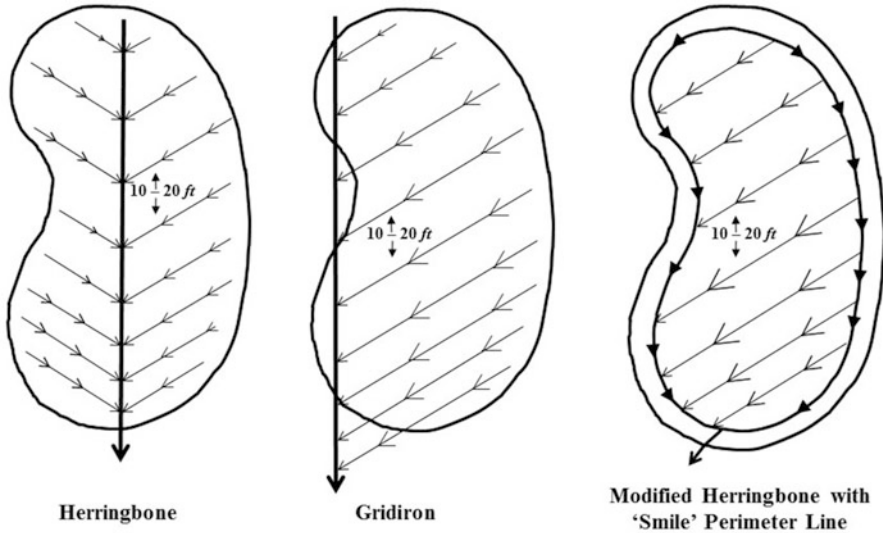 10 – 20 ft
10 – 20 ft
10 – 20 ft
Herringbone
Gridiron
Modified Herringbone with
‘Smile’ Perimeter Line